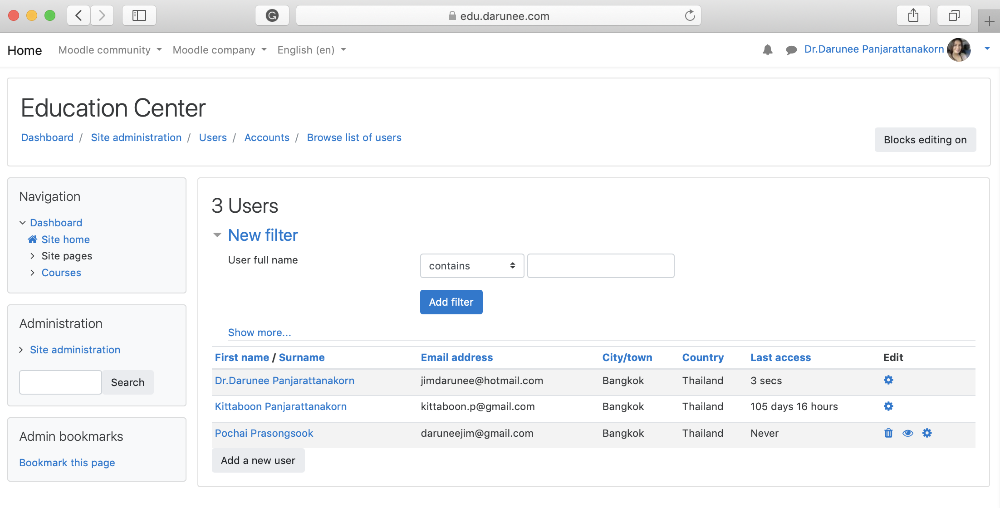 edu.darunee.com
Home Moodle community Moodle company English (en) Dr.Darunee Panjarattanakorn
Education Center
Dashboard / Site administration / Users / Accounts / Browse list of users
Blocks editing on
Navigation
Dashboard
Site home
Site pages
Courses
Administration
Site administration
Search
Admin bookmarks
Bookmark this page
3 Users
New filter
User full name contains
Add filter
Show more...
First name / Surname Email address City/town Country Last access Edit
Dr.Darunee Panjarattanakorn jimdarunee@hotmail.com Bangkok Thailand 3 secs
Kittaboon Panjarattanakorn kittaboon.p@gmail.com Bangkok Thailand 105 days 16 hours
Pochai Prasongsook daruneejim@gmail.com Bangkok Thailand Never
Add a new user